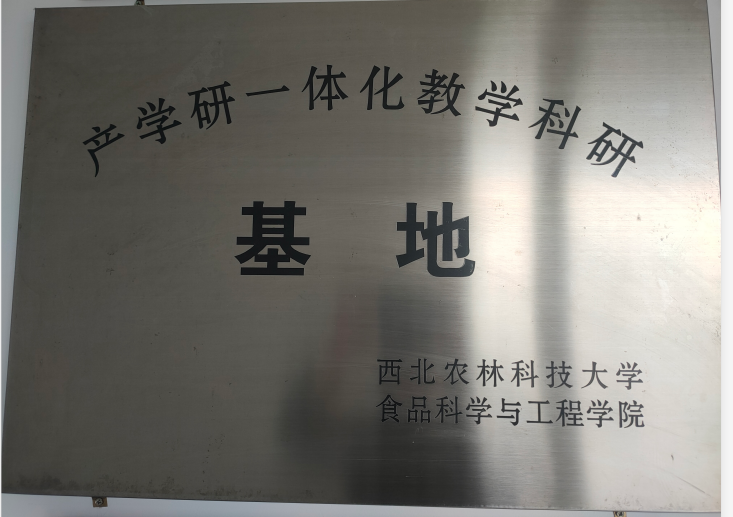 产学研一体化教学科研
基地
西北农林科技大学
食品科学与工程学院